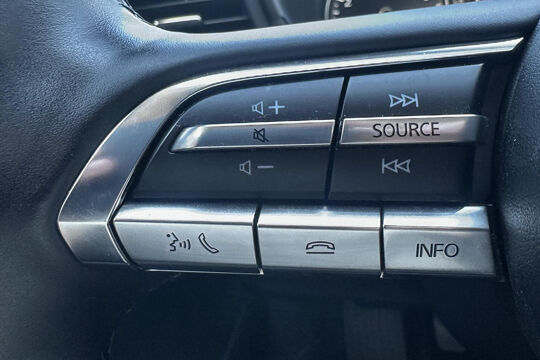 +
SOURCE
−
INFO